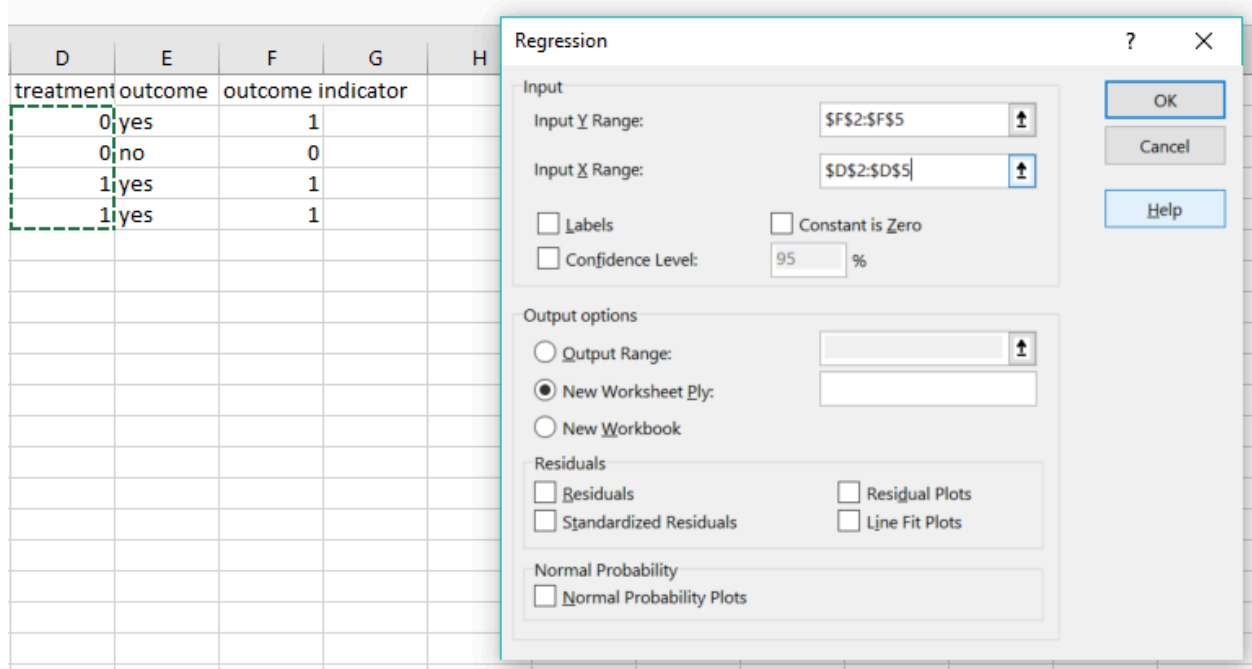 D E F G H
treatment outcome outcome indicator
0 yes 1
0 no 0
1 yes 1
1 yes 1
Regression ? ×
Input
Input Y Range: $F$2:$F$5
Input X Range: $D$2:$D$5
Labels Constant is Zero
Confidence Level: 95 %
OK
Cancel
Help
Output options
Output Range:
New Worksheet Ply:
New Workbook
Residuals
Residuals Residual Plots
Standardized Residuals Line Fit Plots
Normal Probability
Normal Probability Plots